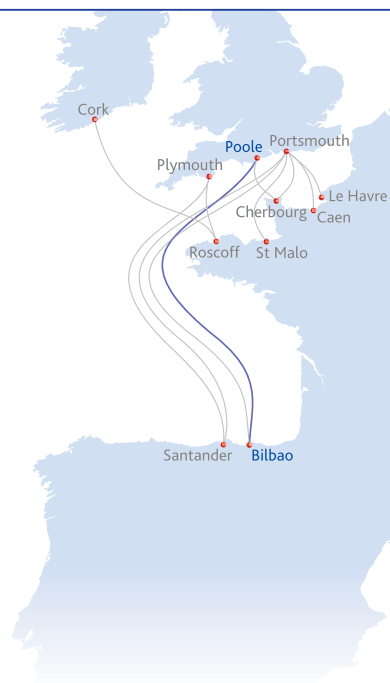 Cork
Portsmouth
Poole
Plymouth
Le Havre
Cherbourg
Caen
Roscoff
St Malo
Santander
Bilbao